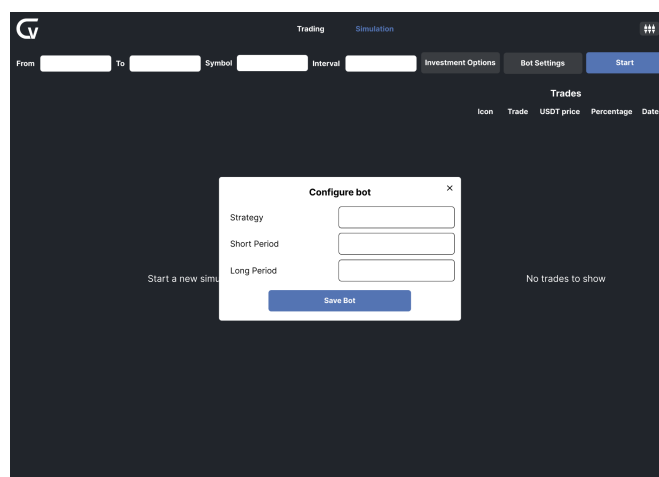 Gv
Trading Simulation
From To Symbol Interval Investment Options Bot Settings Start
Trades
Icon Trade USDT price Percentage Date
Configure bot ×
Strategy
Short Period
Long Period
Start a new simu
No trades to show
Save Bot